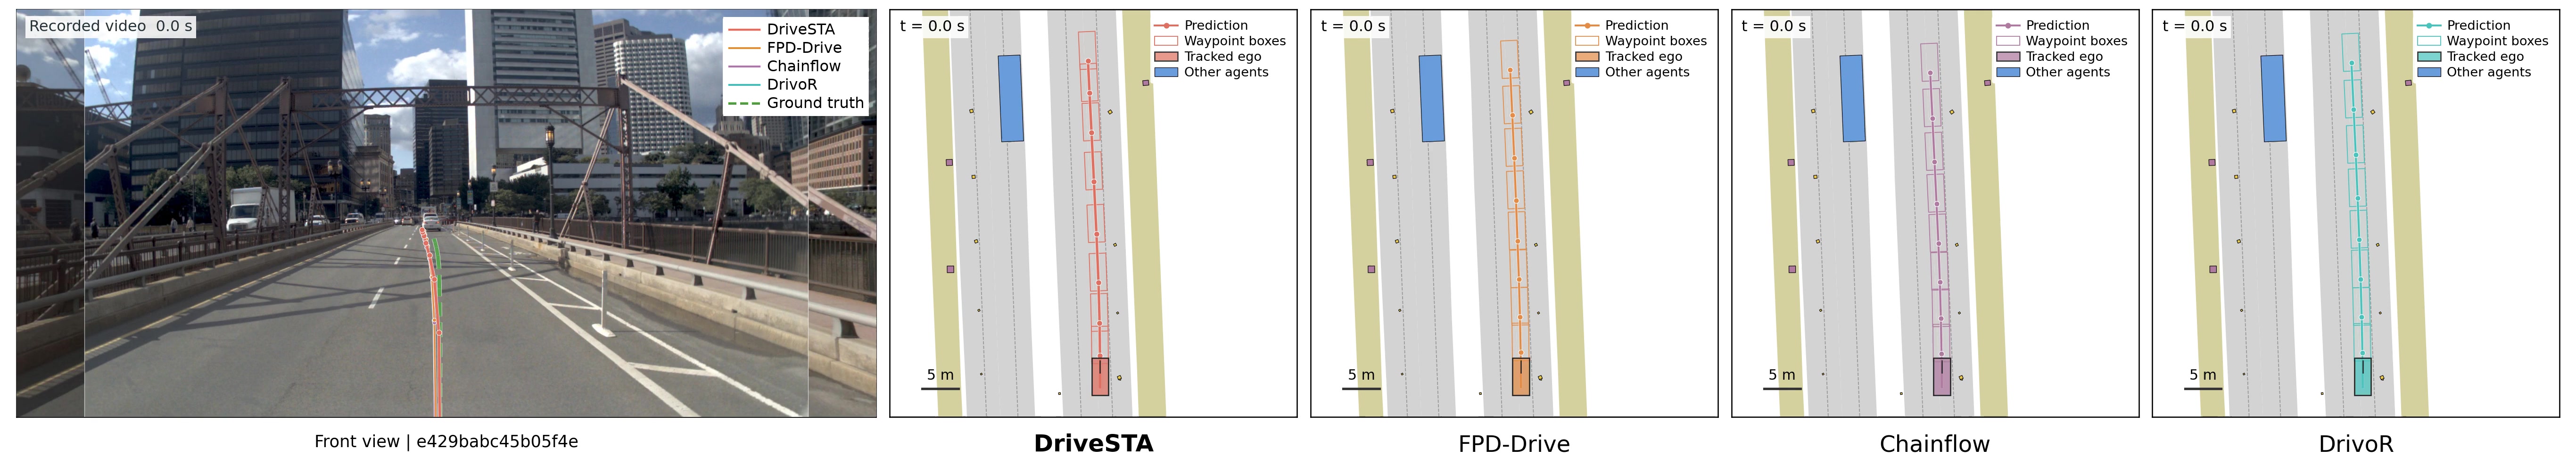 Recorded video 0.0 s
DriveSTA
FPD-Drive
Chainflow
DrivoR
Ground truth
Front view | e429babc45b05f4e
t = 0.0 s
Prediction
Waypoint boxes
Tracked ego
Other agents
5 m
DriveSTA
t = 0.0 s
Prediction
Waypoint boxes
Tracked ego
Other agents
5 m
FPD-Drive
t = 0.0 s
Prediction
Waypoint boxes
Tracked ego
Other agents
5 m
Chainflow
t = 0.0 s
Prediction
Waypoint boxes
Tracked ego
Other agents
5 m
DrivoR